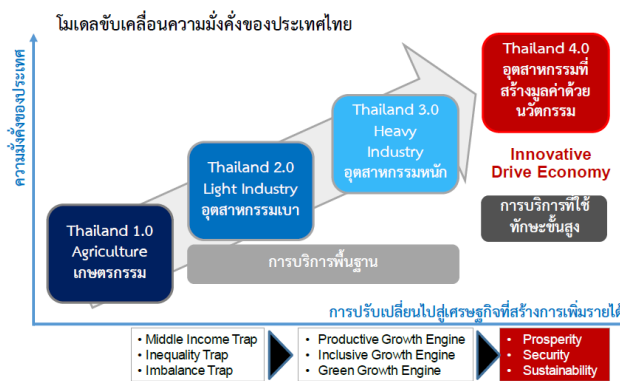 โมเดลขับเคลื่อนความมั่งคั่งของประเทศไทย
ความมั่งคั่งของประเทศ
Thailand 1.0
Agriculture
เกษตรกรรม
Thailand 2.0
Light Industry
อุตสาหกรรมเบา
Thailand 3.0
Heavy
Industry
อุตสาหกรรมหนัก
Thailand 4.0
อุตสาหกรรมที่
สร้างมูลค่าด้วย
นวัตกรรม
Innovative
Drive Economy
การบริการที่ใช้
ทักษะขั้นสูง
การบริการพื้นฐาน
การปรับเปลี่ยนไปสู่เศรษฐกิจที่สร้างการเพิ่มรายได้
• Middle Income Trap
• Inequality Trap
• Imbalance Trap
• Productive Growth Engine
• Inclusive Growth Engine
• Green Growth Engine
• Prosperity
• Security
• Sustainability